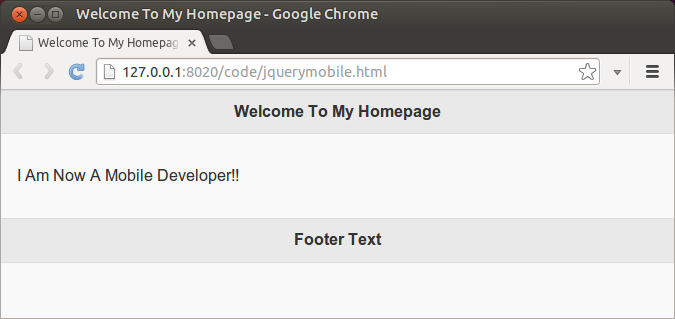 Welcome To My Homepage - Google Chrome
Welcome To My Homepag
127.0.0.1:8020/code/jquerymobile.html
Welcome To My Homepage
I Am Now A Mobile Developer!!
Footer Text